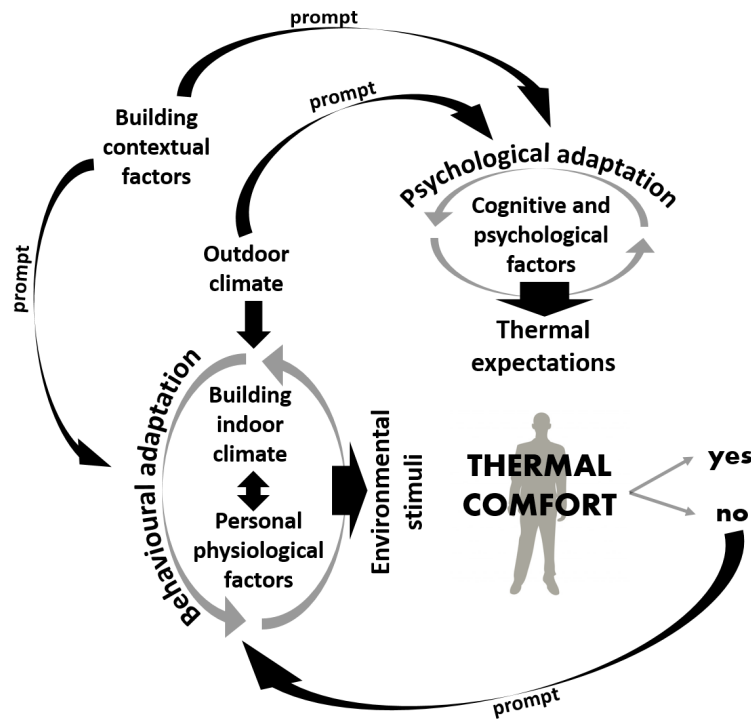 prompt
prompt
Building
contextual
factors
Psychological adaptation
Cognitive and
psychological
factors
prompt
Outdoor
climate
Thermal
expectations
Behavioural adaptation
Building
indoor
climate
Personal
physiological
factors
Environmental
stimuli
THERMAL
COMFORT
yes
no
prompt